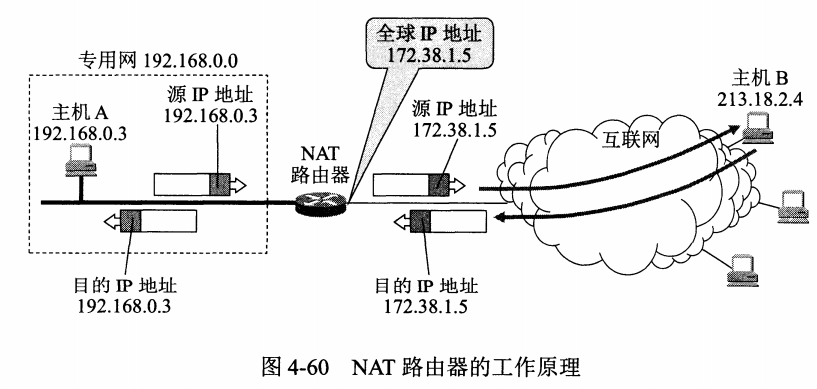 全球 IP 地址
172.38.1.5
专用网 192.168.0.0
主机 A
192.168.0.3
源 IP 地址
192.168.0.3
NAT
路由器
源 IP 地址
172.38.1.5
互联网
主机 B
213.18.2.4
目的 IP 地址
192.168.0.3
目的 IP 地址
172.38.1.5
图 4-60 NAT 路由器的工作原理